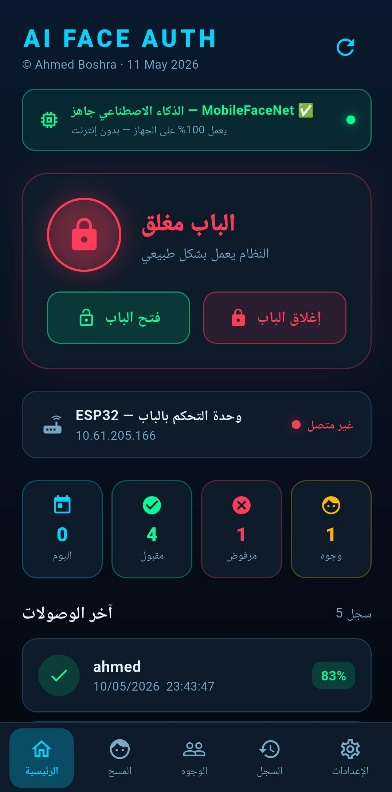 AI FACE AUTH
© Ahmed Boshra · 11 May 2026
الذكاء الاصطناعي جاهز — MobileFaceNet ✅
يعمل 100% على الجهاز — بدون إنترنت
الباب مغلق
النظام يعمل بشكل طبيعي
فتح الباب
إغلاق الباب
ESP32 — وحدة التحكم بالباب
10.61.205.166
غير متصل
0
اليوم
4
مقبول
1
مرفوض
1
وجوه
آخر الوصولات
5 سجل
ahmed
10/05/2026 23:43:47
83%
الرئيسية
المسح
الوجوه
السجل
الإعدادات